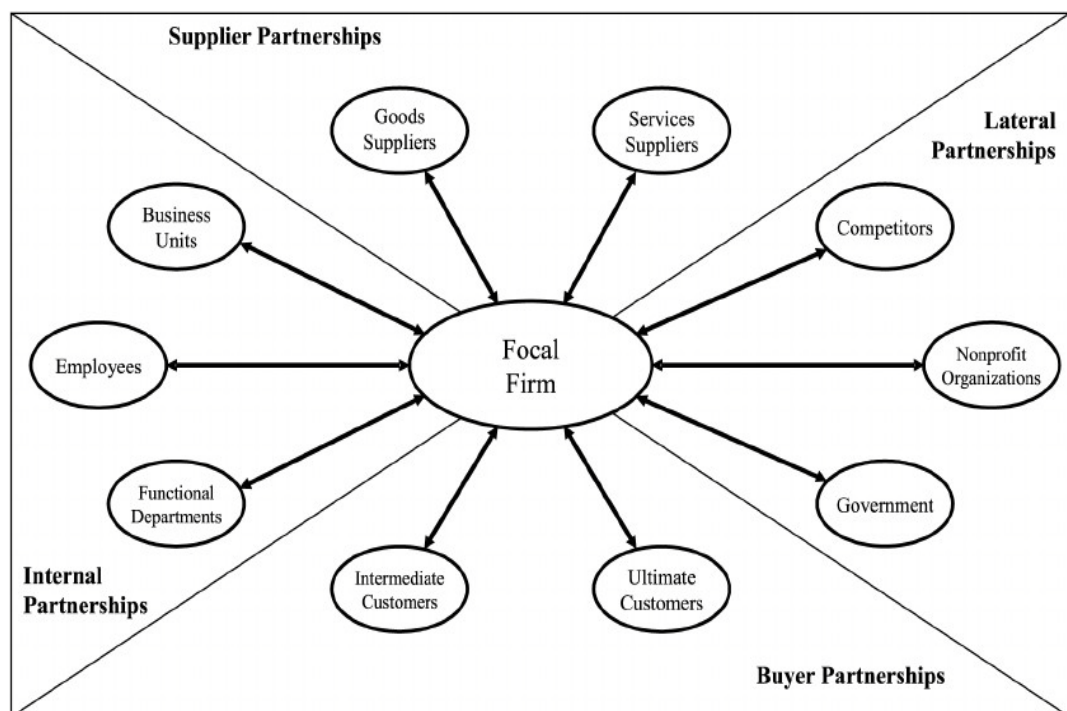 Supplier Partnerships
Goods
Suppliers
Services
Suppliers
Lateral
Partnerships
Business
Units
Competitors
Employees
Focal
Firm
Nonprofit
Organizations
Functional
Departments
Government
Internal
Partnerships
Intermediate
Customers
Ultimate
Customers
Buyer Partnerships